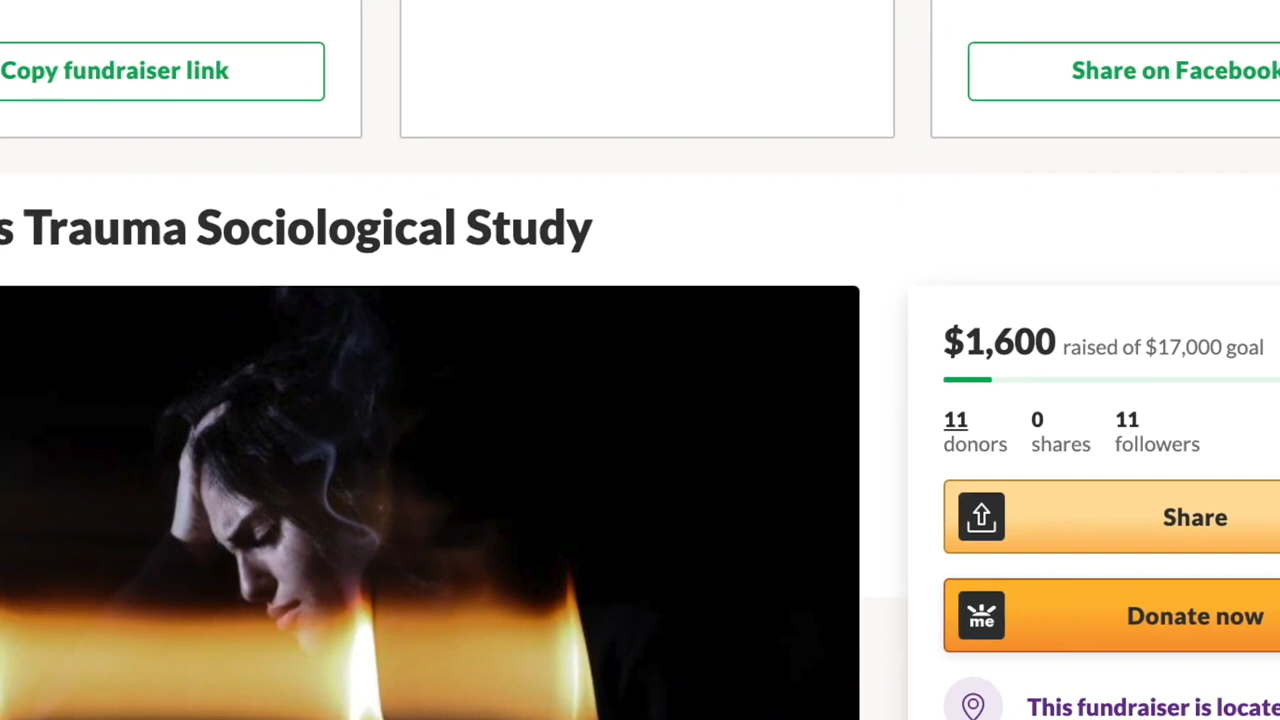 Copy fundraiser link
Share on Facebook
s Trauma Sociological Study
$1,600 raised of $17,000 goal
11 donors
0 shares
11 followers
Share
me
Donate now
This fundraiser is locate